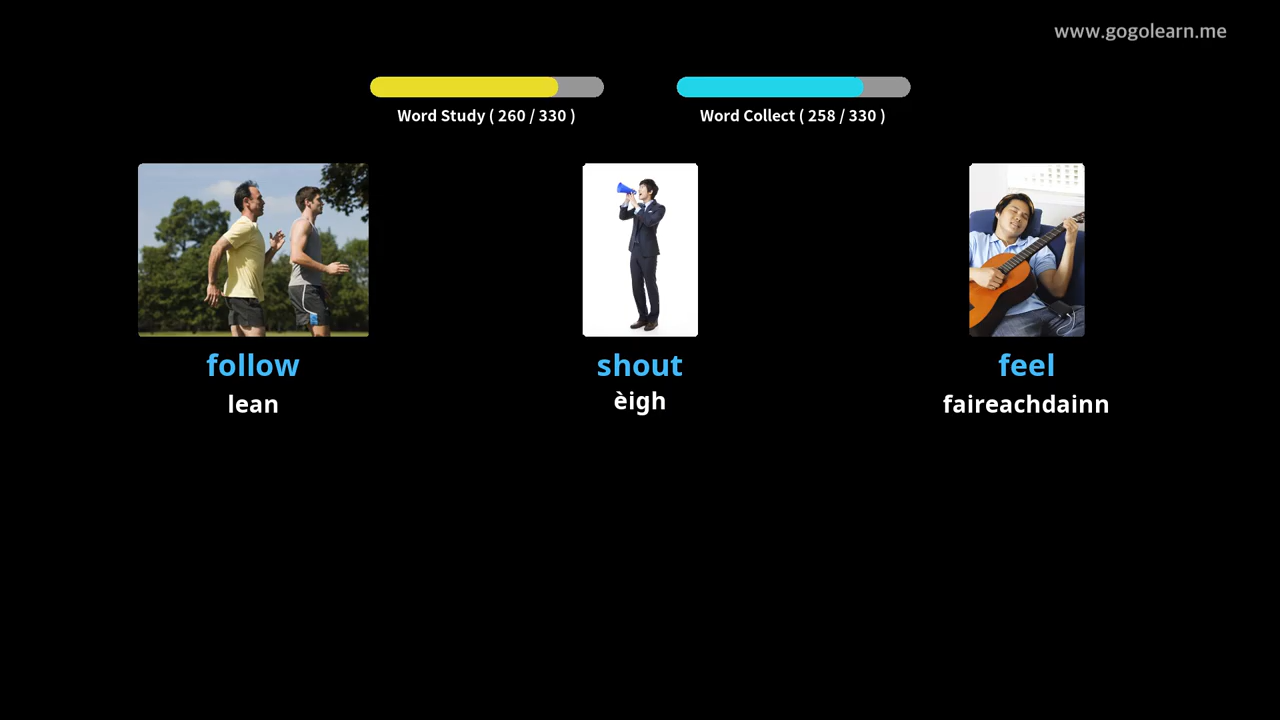 www.gogolearn.me
Word Study ( 260 / 330 )
Word Collect ( 258 / 330 )
follow
lean
shout
èigh
feel
faireachdainn